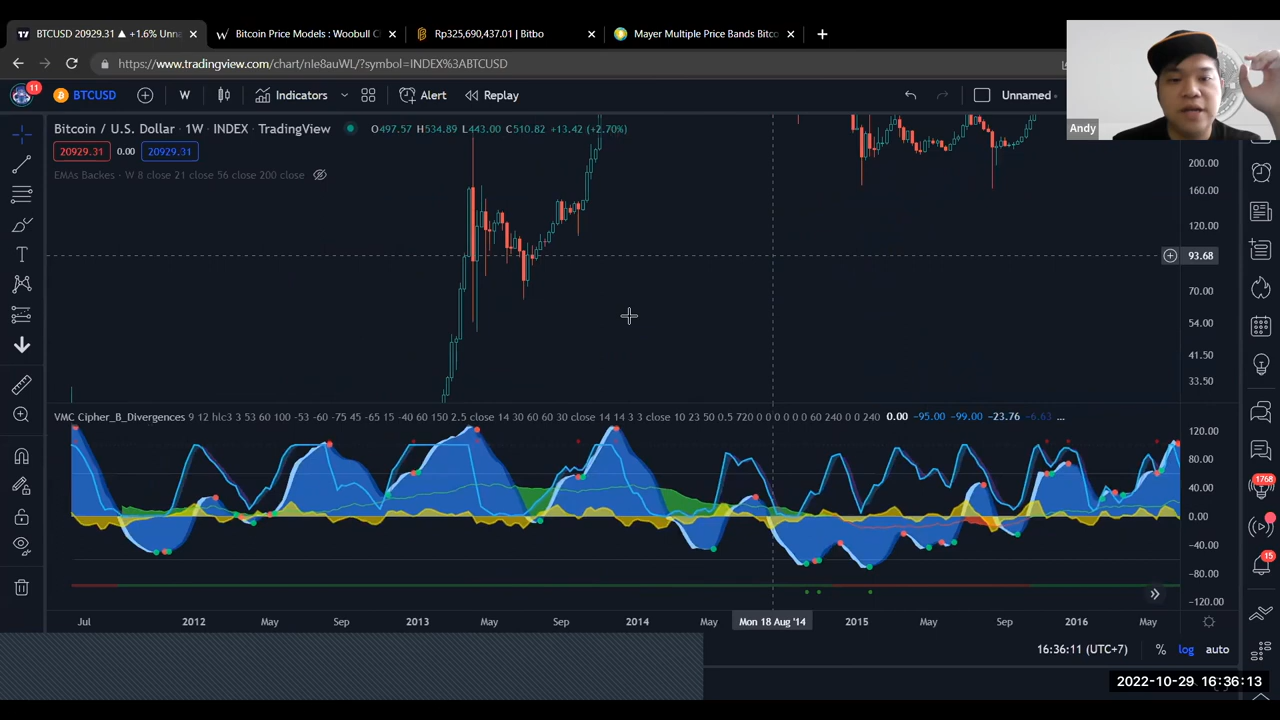 BTCUSD 20929.31 ▲ +1.6% Unne
Bitcoin Price Models : Woobull C
Rp325,690,437.01 | Bitbo
Mayer Multiple Price Bands Bitco
https://www.tradingview.com/chart/nle8auWL/?symbol=INDEX%3ABTCUSD
11
BTCUSD
W
Indicators
Alert
Replay
Unnamed
Andy
Bitcoin / U.S. Dollar · 1W · INDEX · TradingView
O497.57 H534.89 L443.00 C510.82 +13.42 (+2.70%)
20929.31 0.00 20929.31
EMAs Backes - W 8 close 21 close 56 close 200 close
200.00
160.00
120.00
93.68
70.00
54.00
41.50
33.50
VMC Cipher_B_Divergences 9 12 hlc3 3 53 60 100 -53 -60 -75 45 -65 15 -40 60 150 2.5 close 14 30 60 60 30 close 14 14 3 3 close 10 23 50 0.5 720 0 0 0 0 0 0 60 240 0 0 240) 0.00 −95.00 −99.00 −23.76 −6.63 ...
120.00
80.00
40.00
0.00
−40.00
−80.00
−120.00
1768
15
Jul 2012 May Sep 2013 May Sep 2014 May Mon 18 Aug '14 2015 May Sep 2016 May
16:36:11 (UTC+7) % log auto
2022-10-29 16:36:13